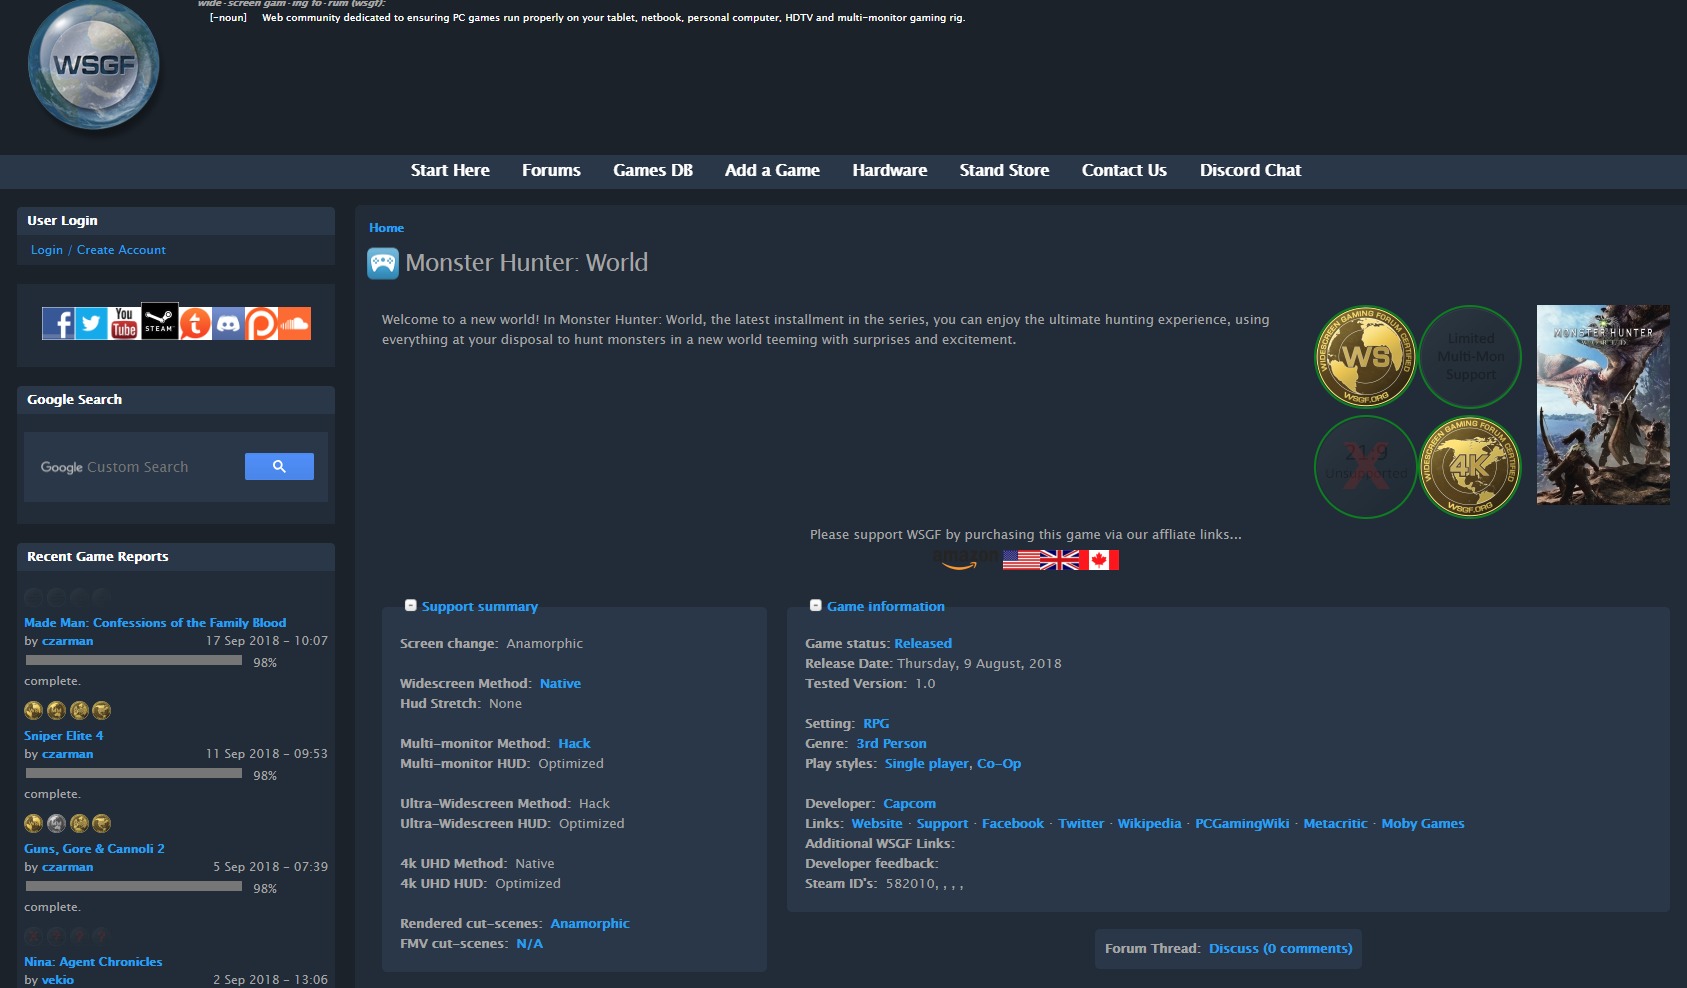 wide·screen gam·ing fo·rum (wsgf):
[-noun] Web community dedicated to ensuring PC games run properly on your tablet, netbook, personal computer, HDTV and multi-monitor gaming rig.
WSGF
Start Here Forums Games DB Add a Game Hardware Stand Store Contact Us Discord Chat
User Login
Login / Create Account
You
Tube
STEAM
Google Search
Google Custom Search
Recent Game Reports
Made Man: Confessions of the Family Blood
by czarman 17 Sep 2018 - 10:07
98%
complete.
Sniper Elite 4
by czarman 11 Sep 2018 - 09:53
98%
complete.
Guns, Gore & Cannoli 2
by czarman 5 Sep 2018 - 07:39
98%
complete.
Nina: Agent Chronicles
by vekio 2 Sep 2018 - 13:06
Home
Monster Hunter: World
Welcome to a new world! In Monster Hunter: World, the latest installment in the series, you can enjoy the ultimate hunting experience, using
everything at your disposal to hunt monsters in a new world teeming with surprises and excitement.
WIDESCREEN GAMING FORUM CERTIFIED
WS
WSGF.ORG
Limited
Multi-Mon
Support
21:9
Unsupported
WIDESCREEN GAMING FORUM CERTIFIED
4K
WSGF.ORG
MONSTER HUNTER
WORLD
Please support WSGF by purchasing this game via our affliate links...
amazon
Support summary
Screen change: Anamorphic
Widescreen Method: Native
Hud Stretch: None
Multi-monitor Method: Hack
Multi-monitor HUD: Optimized
Ultra-Widescreen Method: Hack
Ultra-Widescreen HUD: Optimized
4k UHD Method: Native
4k UHD HUD: Optimized
Rendered cut-scenes: Anamorphic
FMV cut-scenes: N/A
Game information
Game status: Released
Release Date: Thursday, 9 August, 2018
Tested Version: 1.0
Setting: RPG
Genre: 3rd Person
Play styles: Single player, Co-Op
Developer: Capcom
Links: Website · Support · Facebook · Twitter · Wikipedia · PCGamingWiki · Metacritic · Moby Games
Additional WSGF Links:
Developer feedback:
Steam ID's: 582010, , , ,
Forum Thread: Discuss (0 comments)